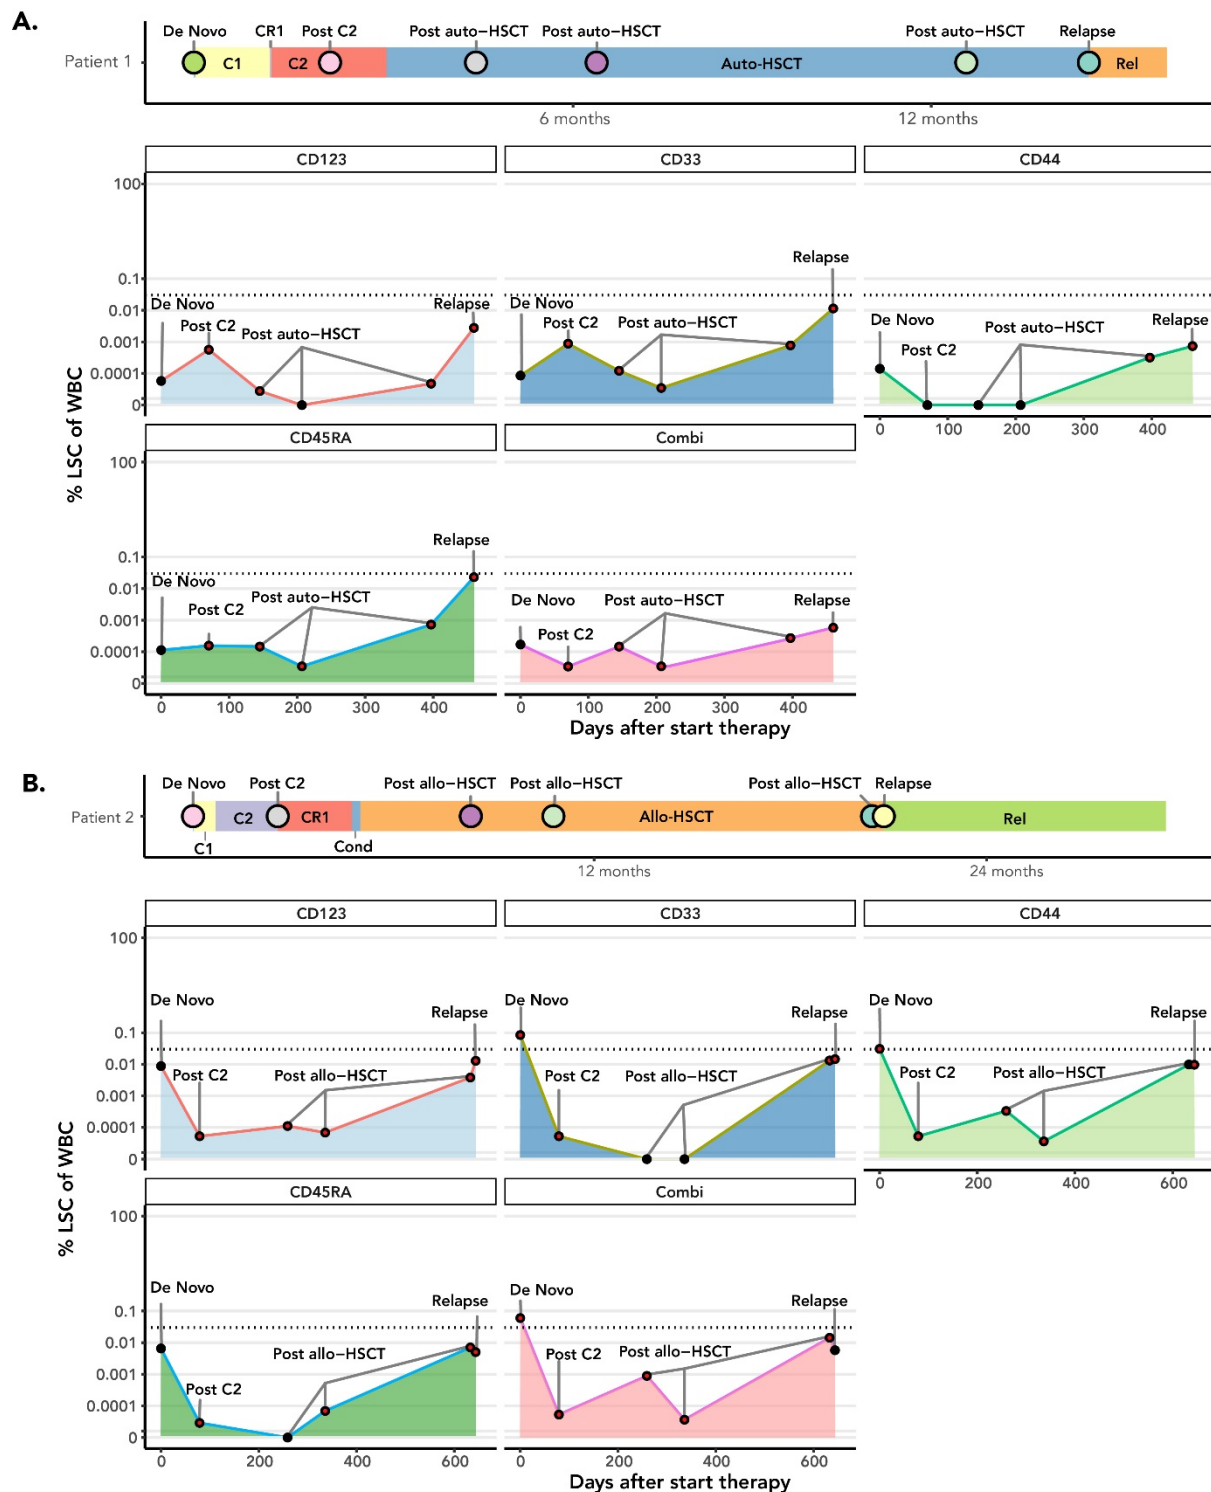 A.
De Novo CR1 Post C2 Post auto–HSCT Post auto–HSCT Post auto–HSCT Relapse
Patient 1 C1 C2 Auto-HSCT Rel
6 months 12 months
CD123 CD33 CD44
% LSC of WBC
100
0.1
0.01
0.001
0.0001
0
De Novo Post C2 Post auto–HSCT Relapse
De Novo Post C2 Post auto–HSCT Relapse
De Novo Post C2 Post auto–HSCT Relapse
0 100 200 300 400
CD45RA Combi
100
0.1
0.01
0.001
0.0001
0
De Novo Post C2 Post auto–HSCT Relapse
De Novo Post C2 Post auto–HSCT Relapse
0 100 200 300 400 0 100 200 300 400
Days after start therapy
B.
De Novo Post C2 Post allo–HSCT Post allo–HSCT Post allo–HSCT Relapse
Patient 2 C2 CR1 Allo-HSCT Rel
C1 Cond
12 months 24 months
CD123 CD33 CD44
% LSC of WBC
100
0.1
0.01
0.001
0.0001
0
De Novo Post C2 Post allo–HSCT Relapse
De Novo Post C2 Post allo–HSCT Relapse
De Novo Post C2 Post allo–HSCT Relapse
0 200 400 600
CD45RA Combi
100
0.1
0.01
0.001
0.0001
0
De Novo Post C2 Post allo–HSCT Relapse
De Novo Post C2 Post allo–HSCT Relapse
0 200 400 600 0 200 400 600
Days after start therapy